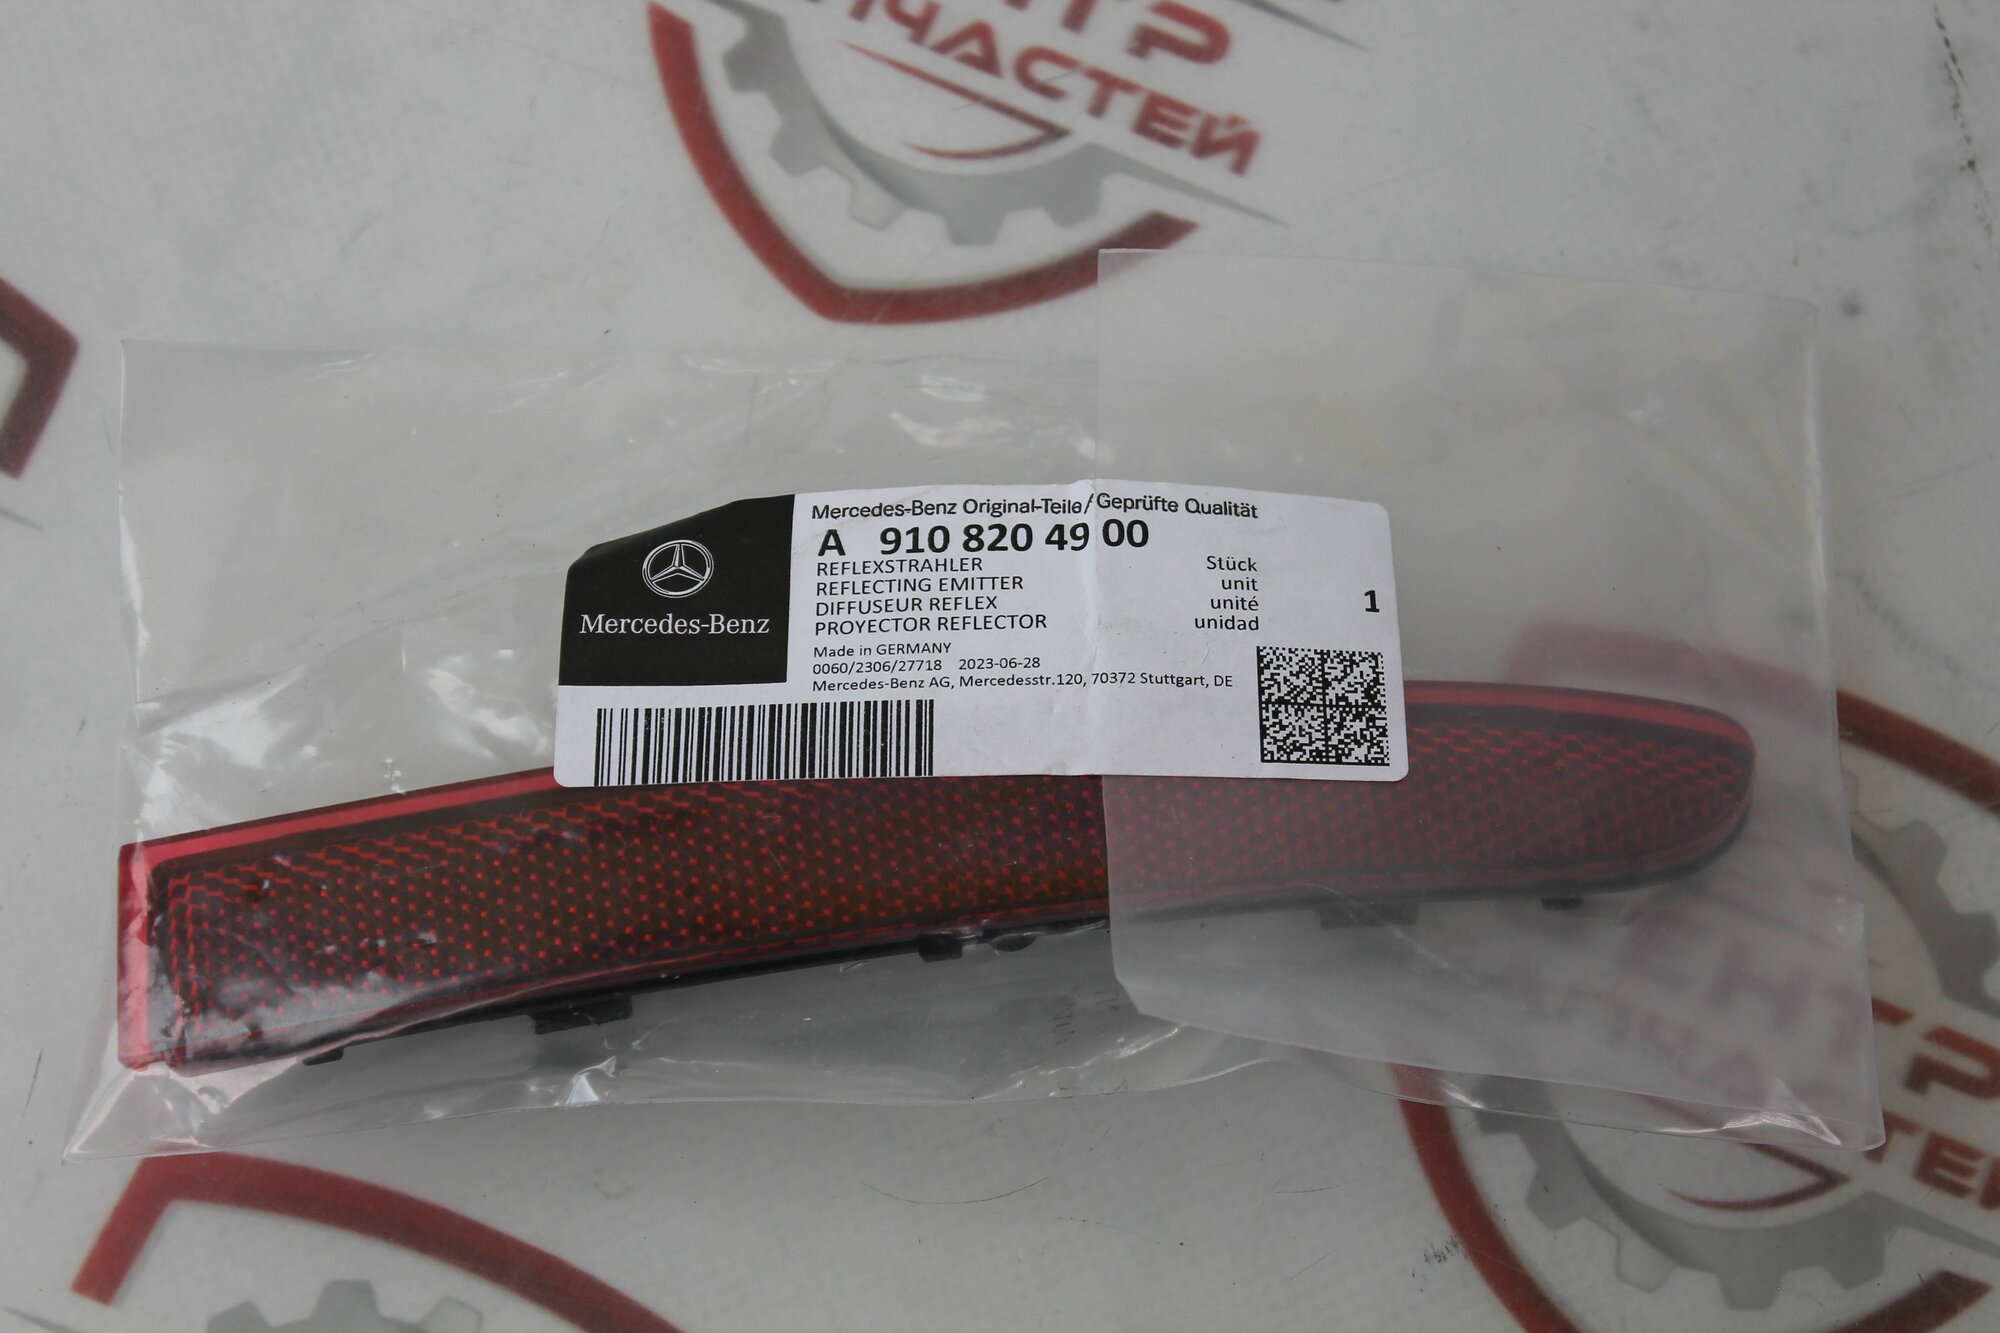 ЧАСТЕЙ
Mercedes-Benz Original-Teile/Geprüfte Qualität
A 910 820 49 00
REFLEXSTRAHLER Stück
REFLECTING EMITTER unit
DIFFUSEUR REFLEX unité
PROYECTOR REFLECTOR unidad
1
Mercedes-Benz
Made in GERMANY
0060/2306/27718 2023-06-28
Mercedes-Benz AG, Mercedesstr.120, 70372 Stuttgart, DE